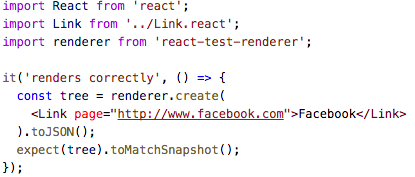 import React from 'react';
import Link from '../Link.react';
import renderer from 'react-test-renderer';

it('renders correctly', () => {
  const tree = renderer.create(
    <Link page="http://www.facebook.com">Facebook</Link>
  ).toJSON();
  expect(tree).toMatchSnapshot();
});